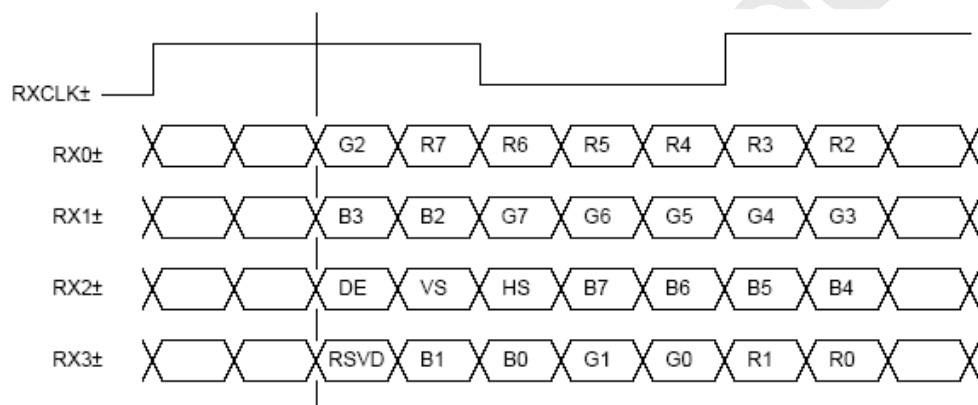 RXCLK±
RX0± G2 R7 R6 R5 R4 R3 R2
RX1± B3 B2 G7 G6 G5 G4 G3
RX2± DE VS HS B7 B6 B5 B4
RX3± RSVD B1 B0 G1 G0 R1 R0